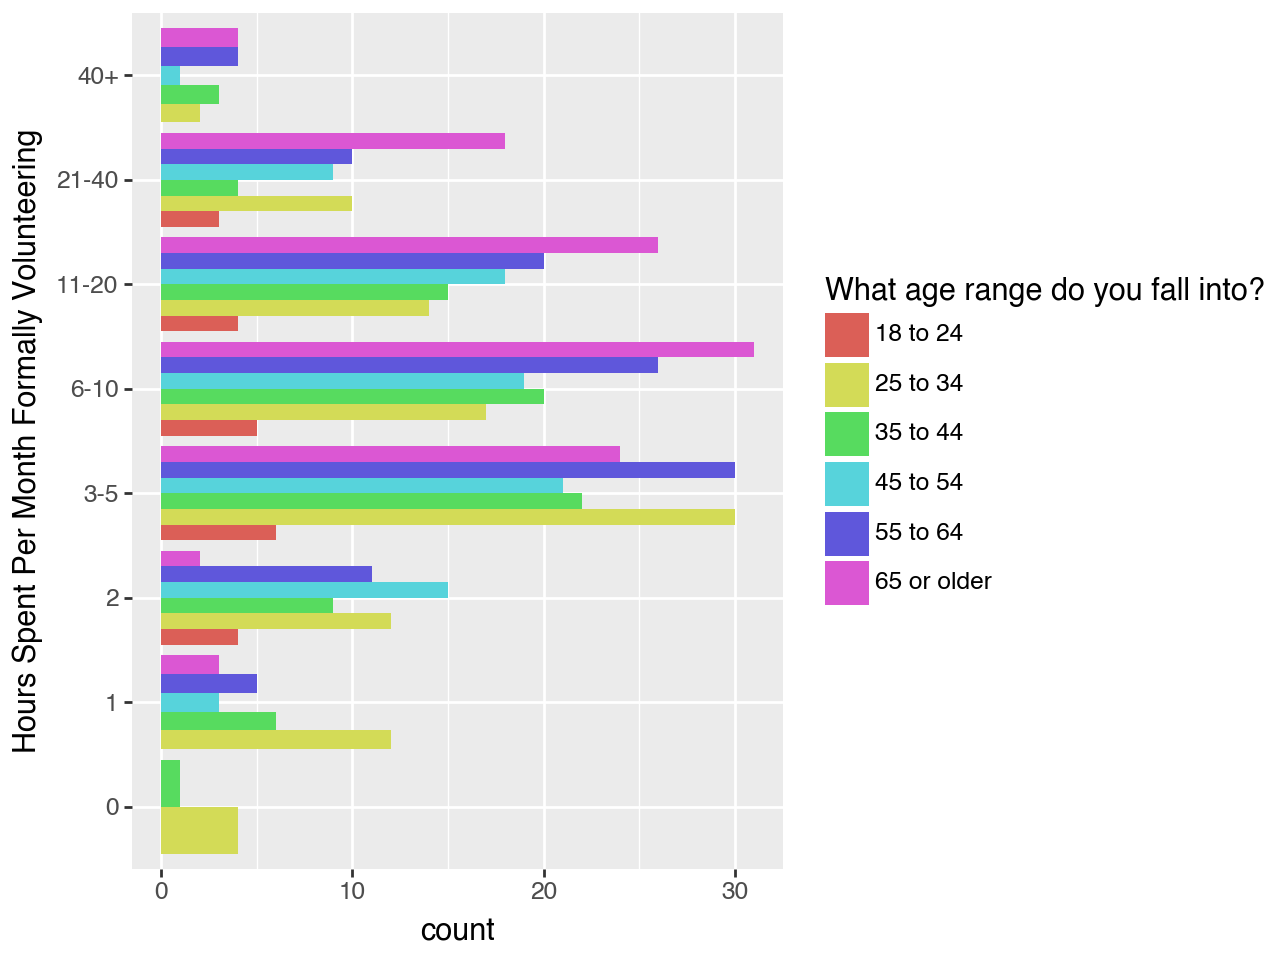 Hours Spent Per Month Formally Volunteering
40+
21-40
11-20
6-10
3-5
2
1
0
0 10 20 30
count
What age range do you fall into?
18 to 24
25 to 34
35 to 44
45 to 54
55 to 64
65 or older